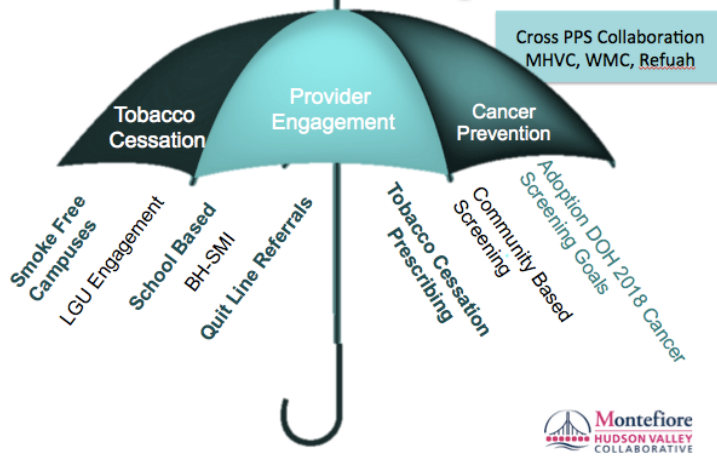 Cross PPS Collaboration
MHVC, WMC, Refuah
Tobacco
Cessation
Provider
Engagement
Cancer
Prevention
Smoke Free
Campuses
LGU Engagement
School Based
BH-SMI
Quit Line Referrals
Tobacco Cessation
Prescribing
Community Based
Screening
Adoption DOH 2018 Cancer
Screening Goals
Montefiore
HUDSON VALLEY
COLLABORATIVE